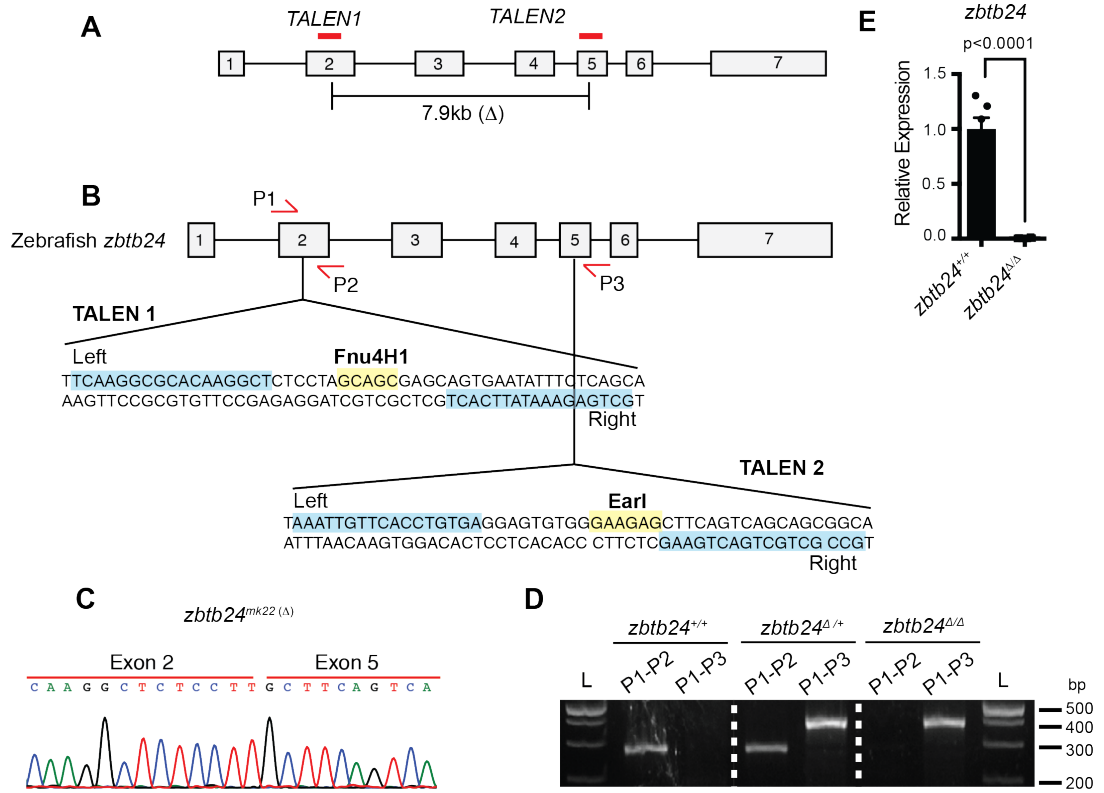 A
TALEN1
TALEN2
1 2 3 4 5 6 7
7.9kb (Δ)
B
P1
Zebrafish zbtb24
1 2 3 4 5 6 7
P2
P3
TALEN 1
Left
Fnu4H1
TTCAAGGCGCACAAGGCTCTCCTAGCAGCGAGCAGTGAATATTTCTCAGCA
AAGTTCCGCGTGTTCCGAGAGGATCGTCGCTCGTCACTTATAAAGAGTCGT
Right
TALEN 2
Left
EarI
TAAATTGTTCACCTGTGAGGAGTGTGGGAAGAGCTTCAGTCAGCAGCGGCA
ATTTAACAAGTGGACACTCCTCACACC CTTCTCGAAGTCAGTCGTCG CCGT
Right
C
zbtb24mk22 (Δ)
Exon 2
Exon 5
C A A G G C T C T C C T T G C T T C A G T C A
D
zbtb24+/+
zbtb24Δ/+
zbtb24Δ/Δ
L
P1-P2
P1-P3
P1-P2
P1-P3
P1-P2
P1-P3
L
bp
500
400
300
200
E
zbtb24
p<0.0001
Relative Expression
1.5
1.0
0.5
0.0
zbtb24+/+
zbtb24Δ/Δ